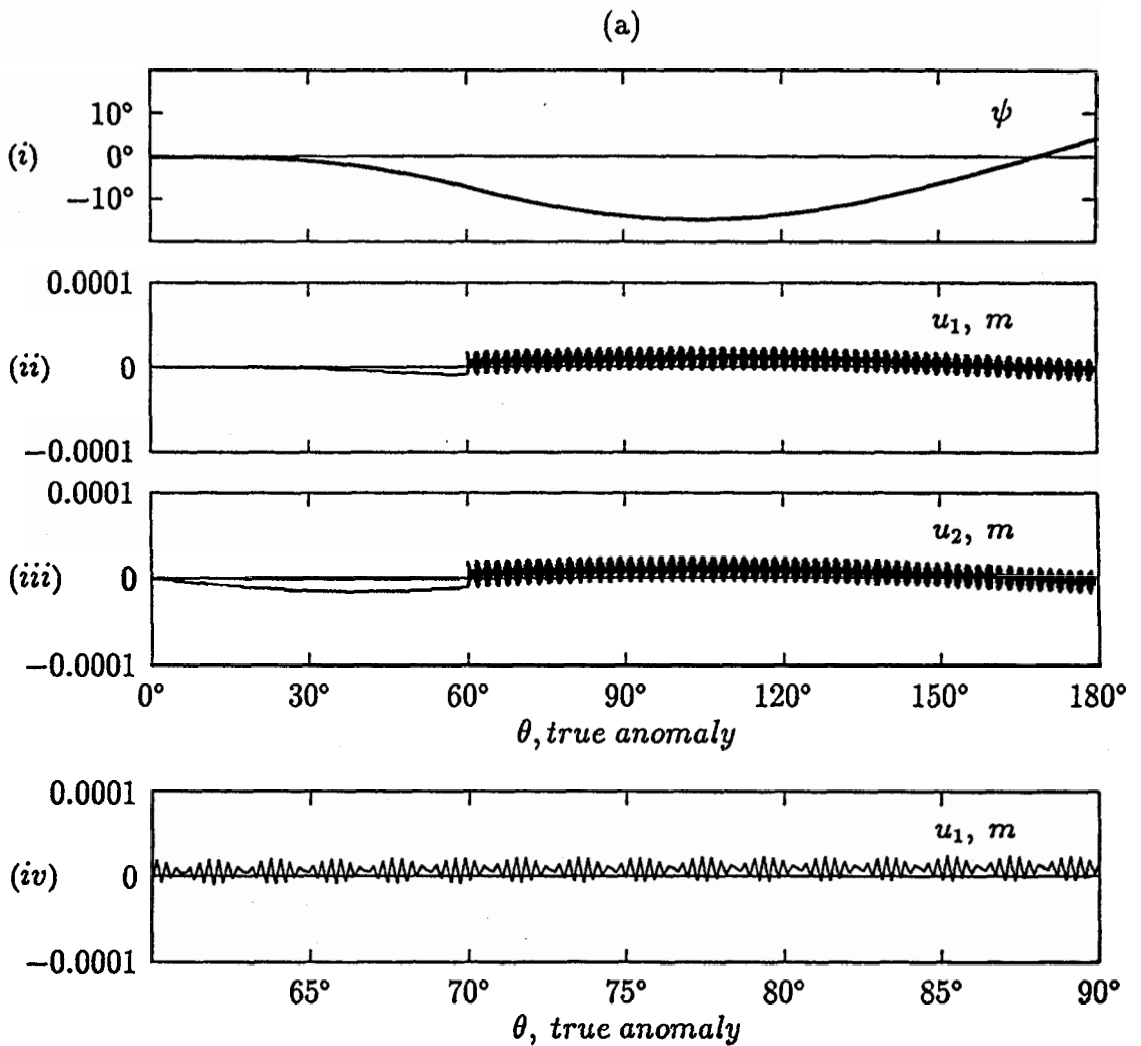 (a)
10°
ψ
(i)
0°
−10°
0.0001
u₁, m
(ii)
0
−0.0001
0.0001
u₂, m
(iii)
0
−0.0001
0° 30° 60° 90° 120° 150° 180°
θ, true anomaly
0.0001
u₁, m
(iv)
0
−0.0001
65° 70° 75° 80° 85° 90°
θ, true anomaly